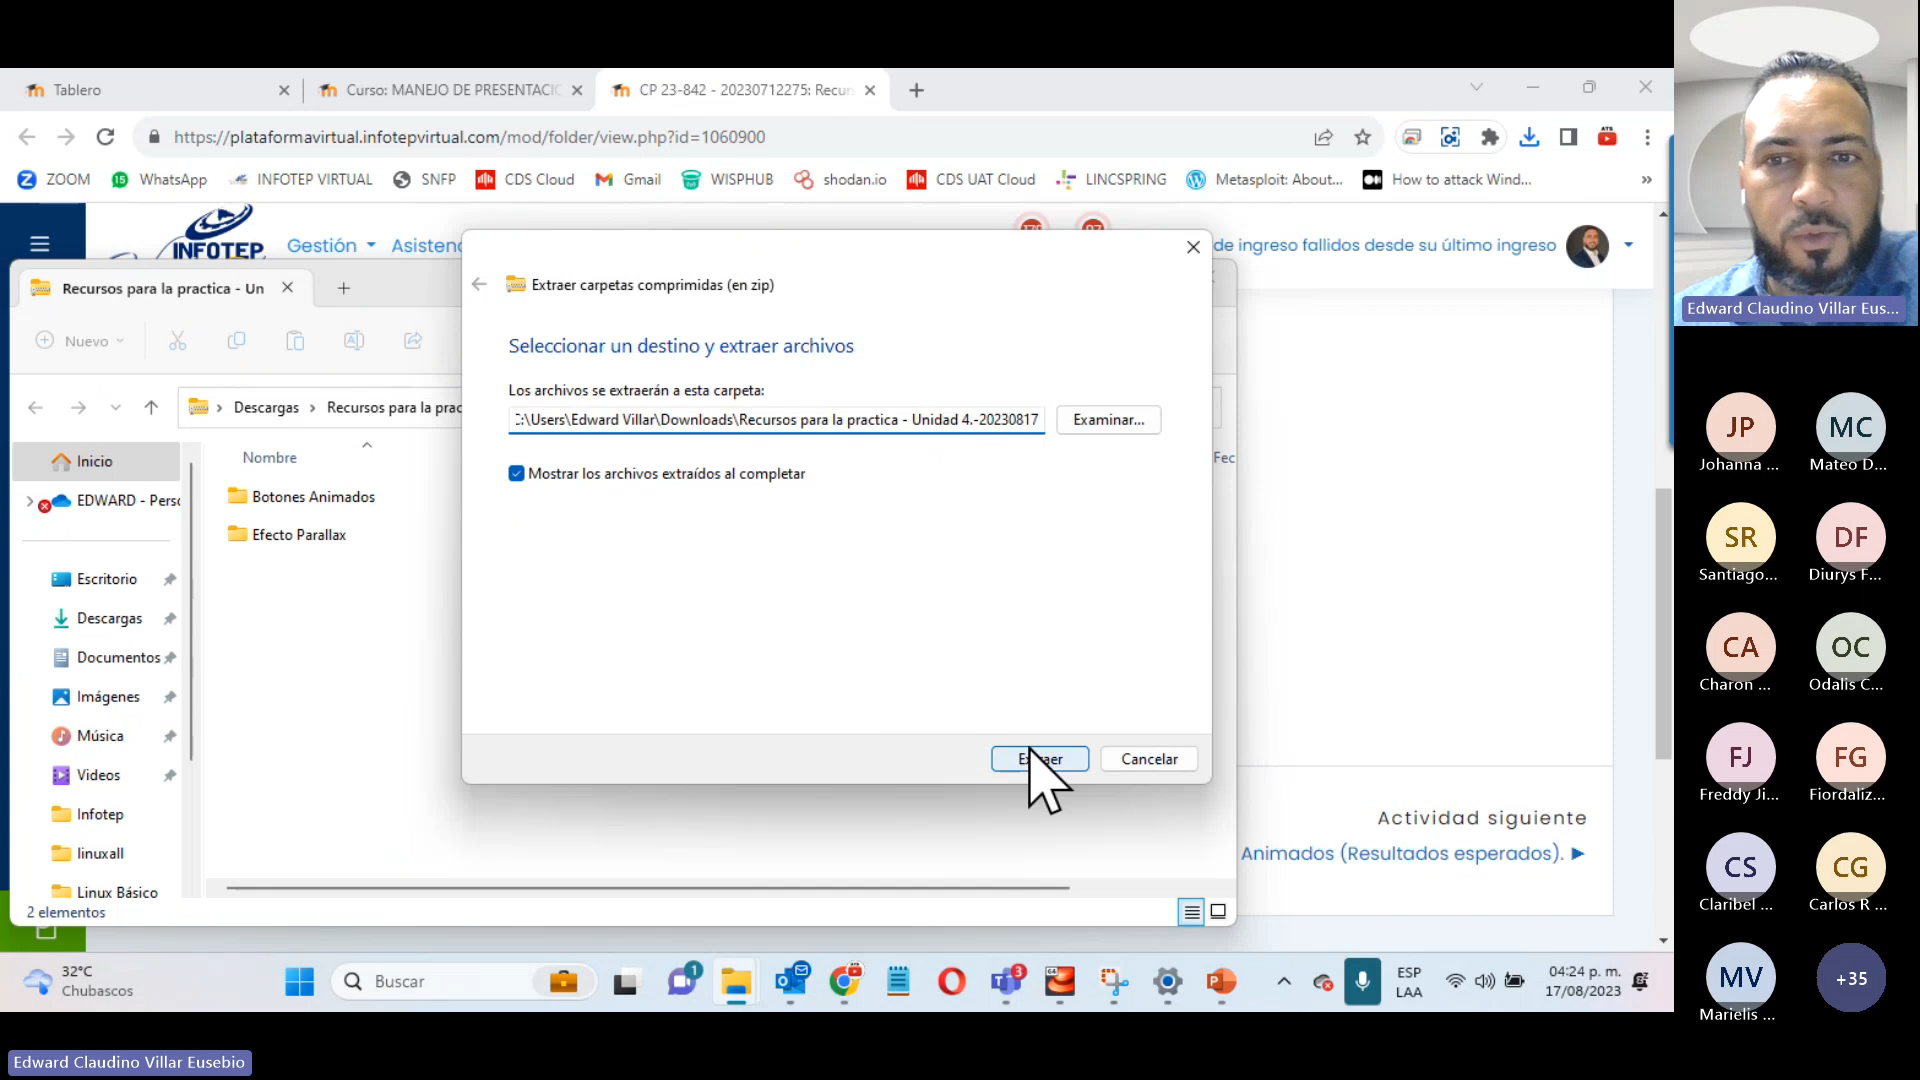 Tablero
Curso: MANEJO DE PRESENTACIO
CP 23-842 - 20230712275: Recur
https://plataformavirtual.infotepvirtual.com/mod/folder/view.php?id=1060900
ZOOM
15
WhatsApp
INFOTEP VIRTUAL
SNFP
CDS Cloud
Gmail
WISPHUB
shodan.io
CDS UAT Cloud
LINCSPRING
Metasploit: About...
How to attack Wind...
INFOTEP
Gestión
Asistenc
de ingreso fallidos desde su último ingreso
Recursos para la practica - Un
Nuevo
Descargas
Recursos para la prac
Inicio
EDWARD - Perso
Escritorio
Descargas
Documentos
Imágenes
Música
Videos
Infotep
linuxall
Linux Básico
2 elementos
Nombre
Botones Animados
Efecto Parallax
Fec
Extraer carpetas comprimidas (en zip)
Seleccionar un destino y extraer archivos
Los archivos se extraerán a esta carpeta:
:\Users\Edward Villar\Downloads\Recursos para la practica - Unidad 4.-20230817
Examinar...
Mostrar los archivos extraídos al completar
Cancelar
Actividad siguiente
Animados (Resultados esperados). ►
32°C
Chubascos
Buscar
1
3
ESP
LAA
04:24 p. m.
17/08/2023
Edward Claudino Villar Eus...
JP
Johanna ...
MC
Mateo D...
SR
Santiago...
DF
Diurys F...
CA
Charon ...
OC
Odalis C...
FJ
Freddy Ji...
FG
Fiordaliz...
CS
Claribel ...
CG
Carlos R ...
MV
Marielis ...
+35
Edward Claudino Villar Eusebio